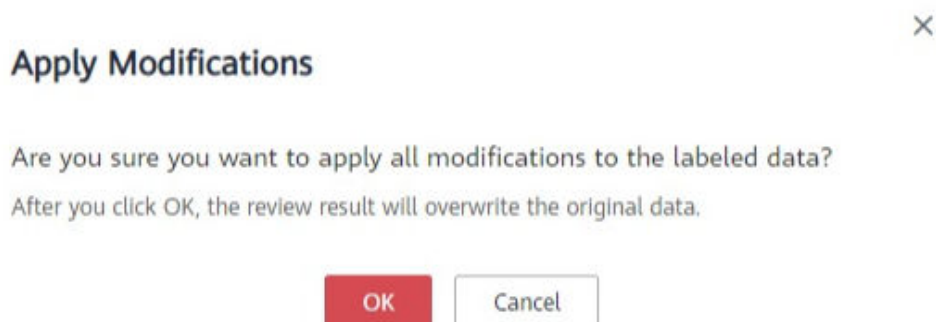 Apply Modifications
Are you sure you want to apply all modifications to the labeled data?
After you click OK, the review result will overwrite the original data.
OK Cancel